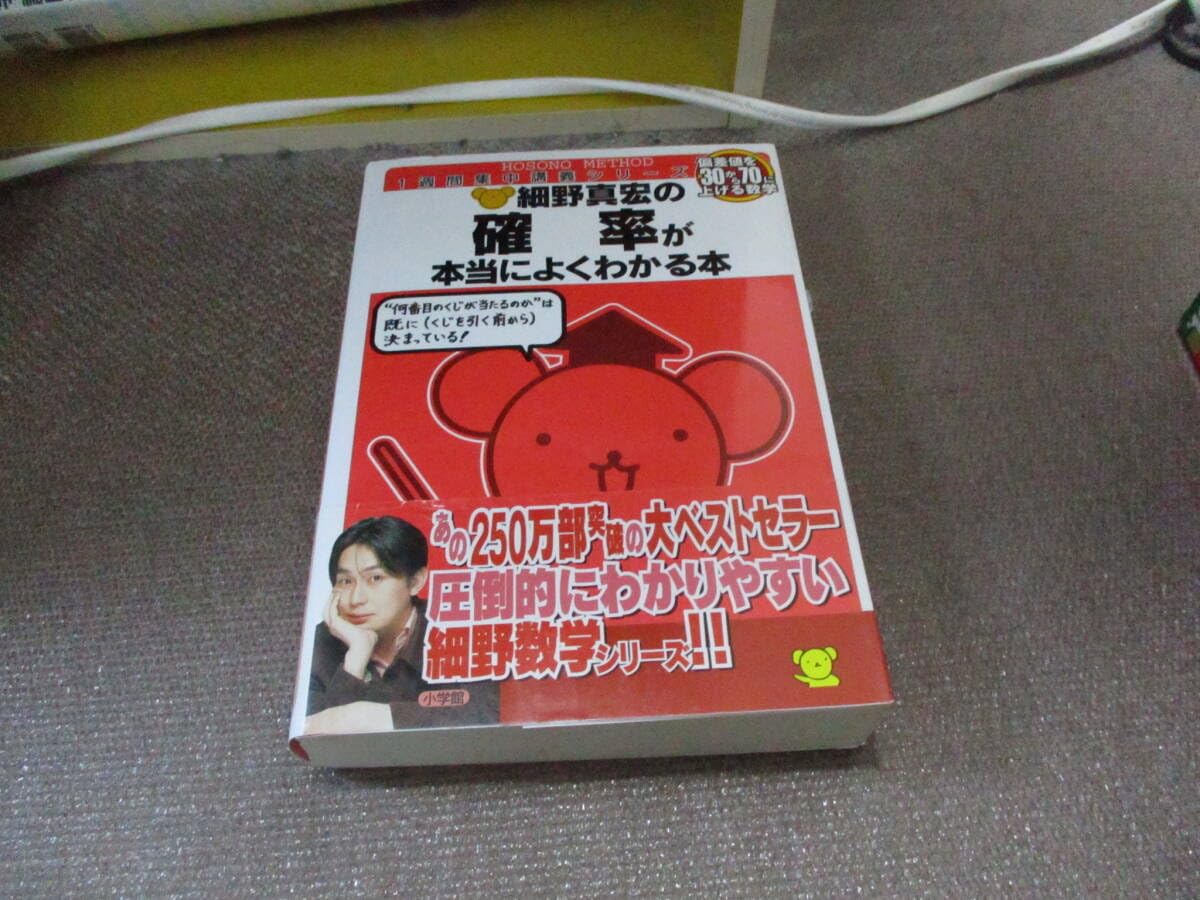 HOSONO METHOD
1週間集中講義シリーズ
偏差値を
30から70に
上げる数学
細野真宏の
確率が
本当によくわかる本
"何番目のくじが当たるのか"は
既に(くじを引く前から)
決まっている!
あの250万部突破の大ベストセラー
圧倒的にわかりやすい
細野数学シリーズ!!
小学館